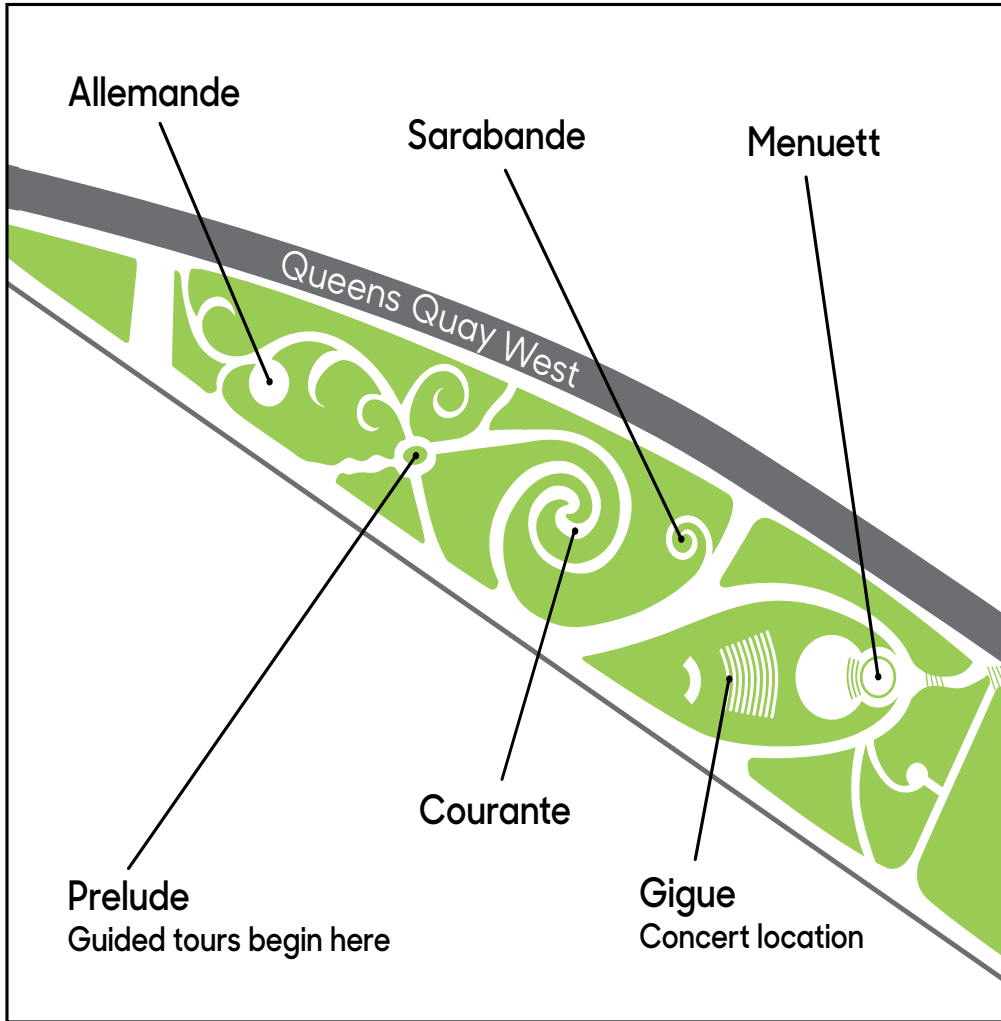 Allemande
Sarabande
Menuett
Queens Quay West
Courante
Prelude
Guided tours begin here
Gigue
Concert location